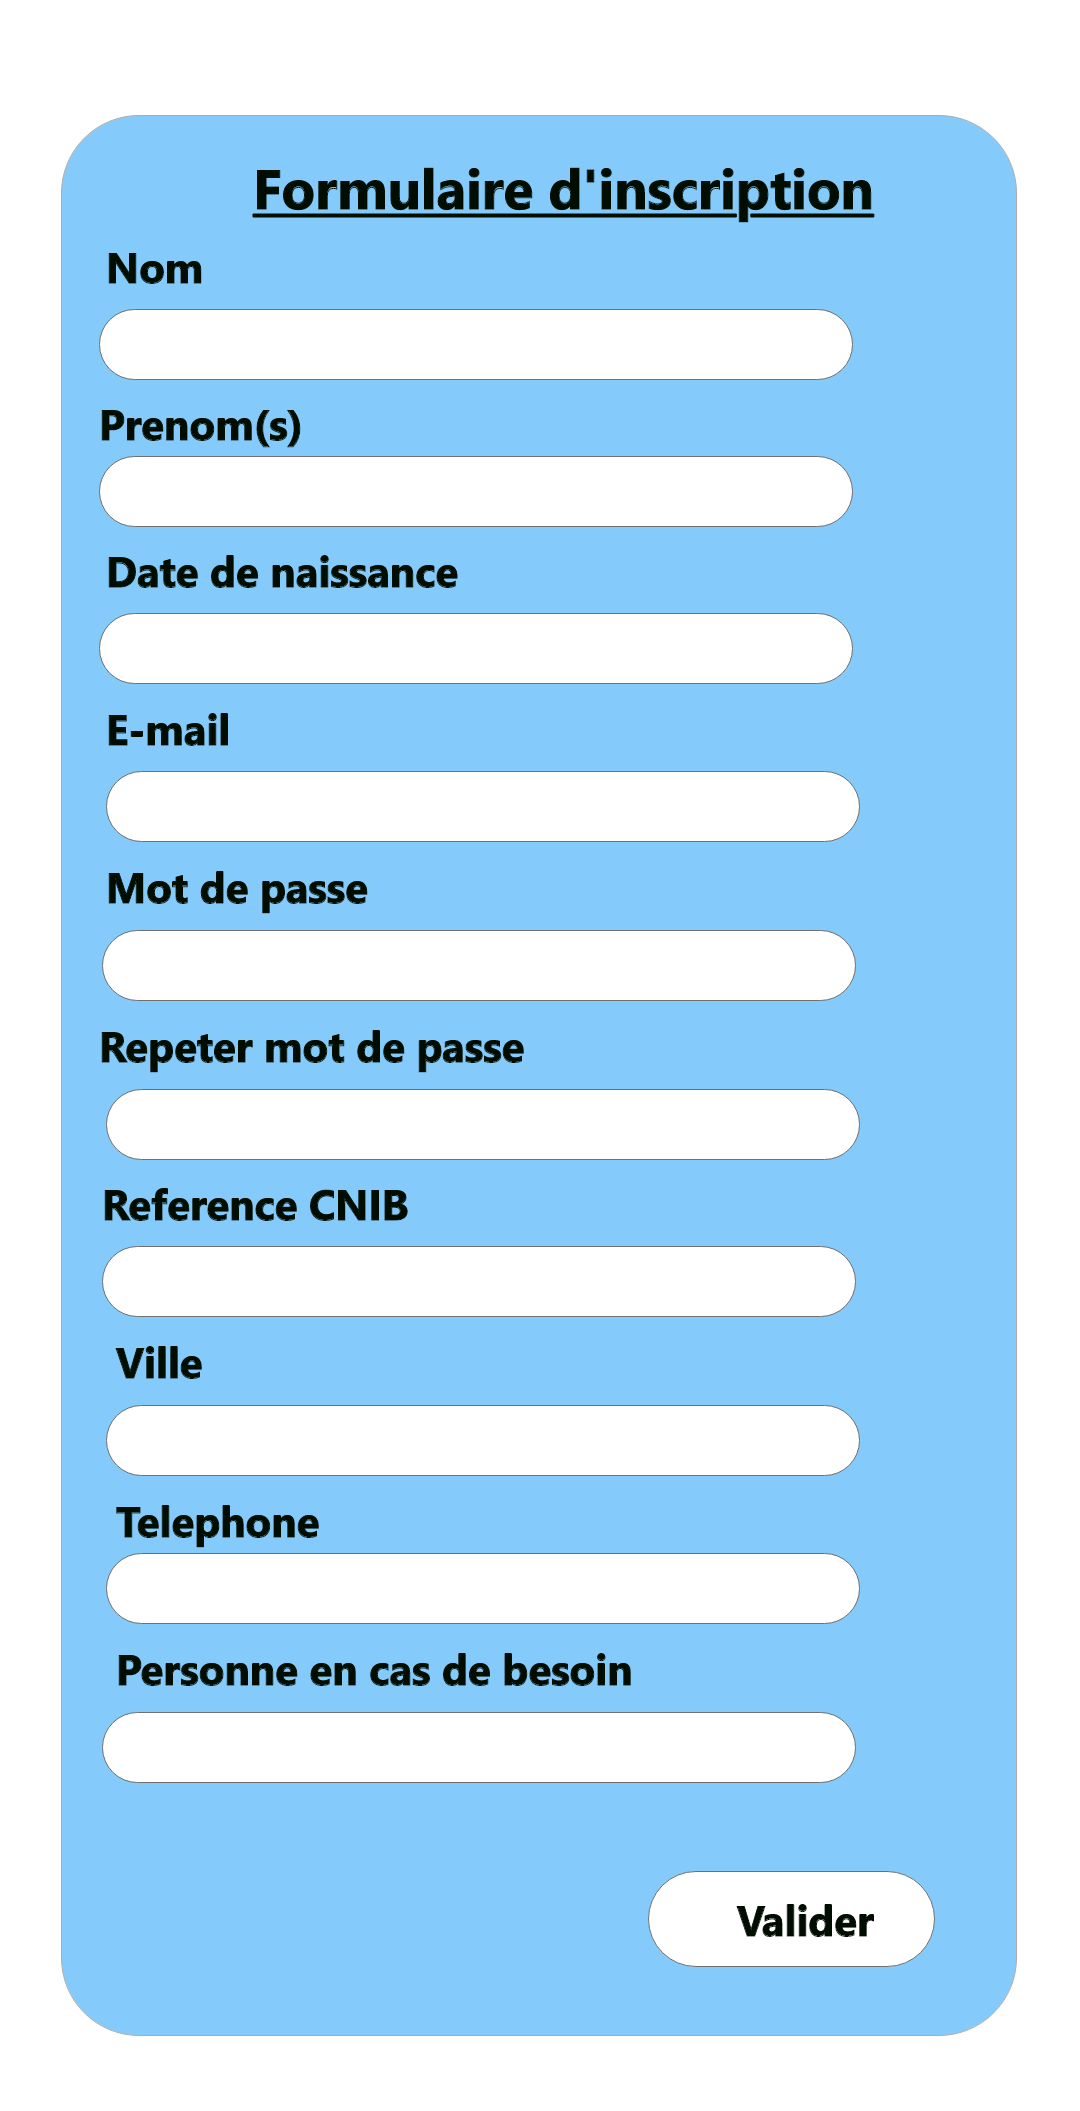 Formulaire d'inscription
Nom
Prenom(s)
Date de naissance
E-mail
Mot de passe
Repeter mot de passe
Reference CNIB
Ville
Telephone
Personne en cas de besoin
Valider